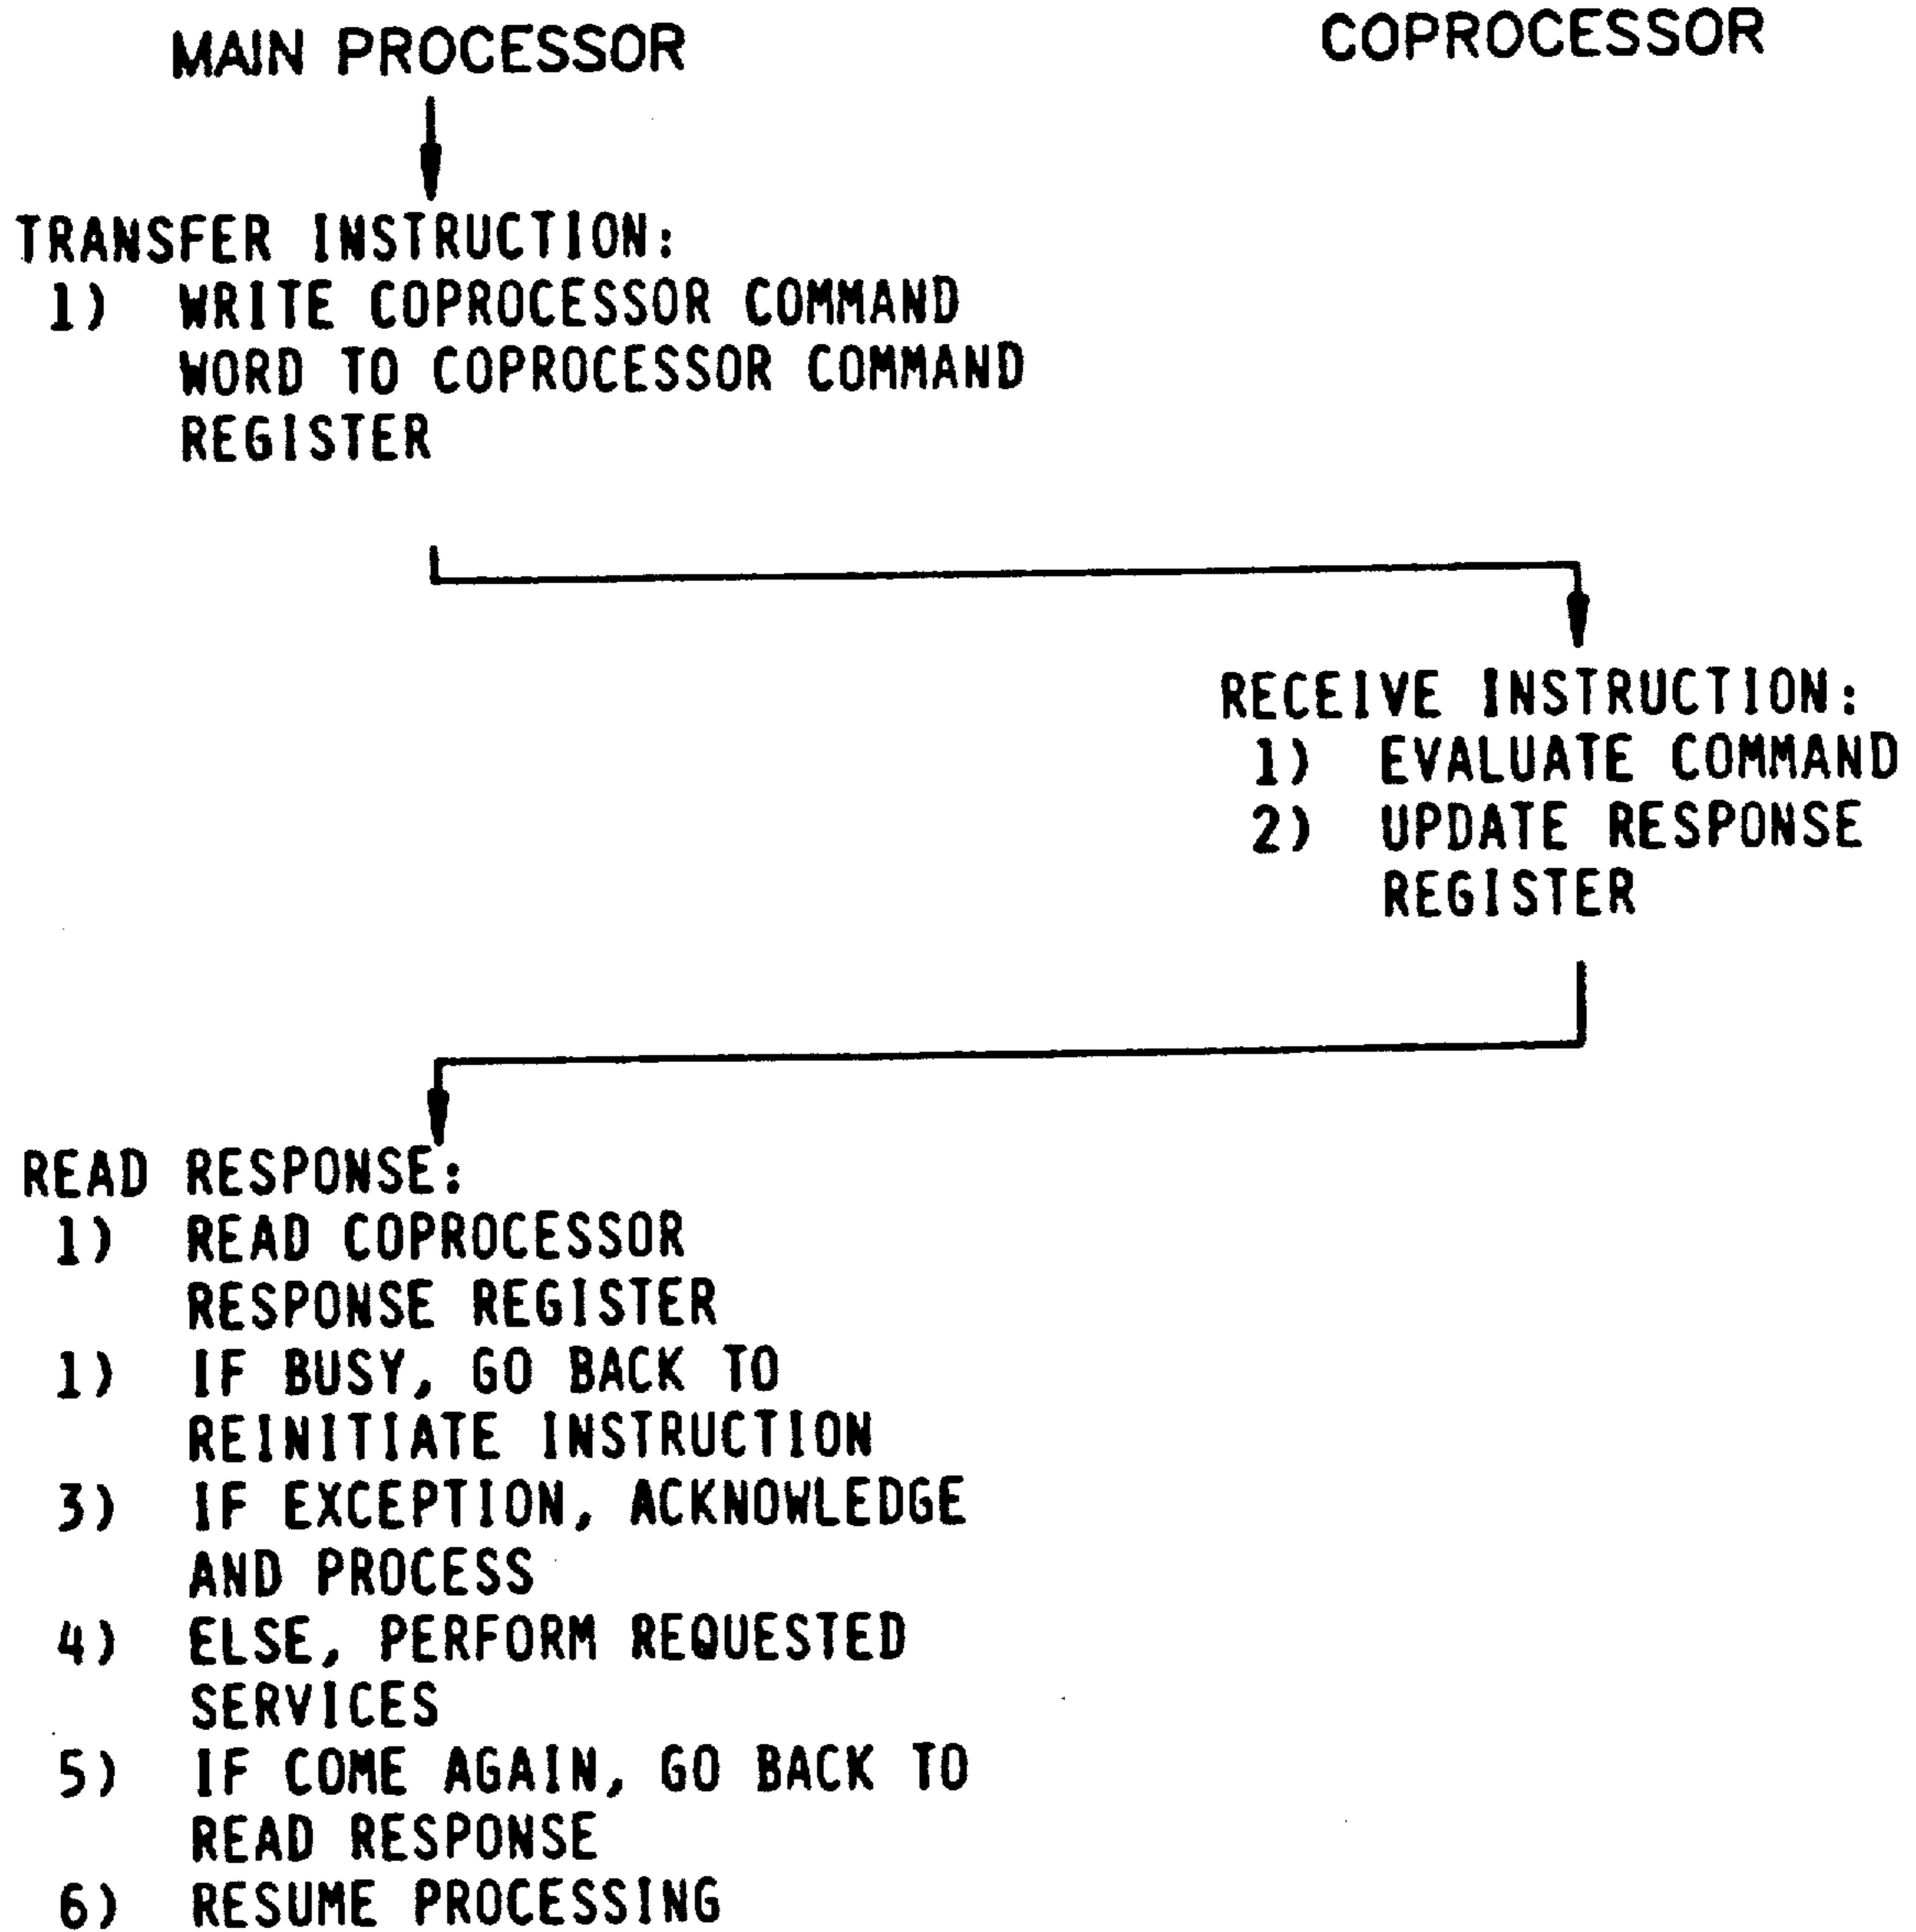 MAIN PROCESSOR
COPROCESSOR
TRANSFER INSTRUCTION:
1) WRITE COPROCESSOR COMMAND
WORD TO COPROCESSOR COMMAND
REGISTER
RECEIVE INSTRUCTION:
1) EVALUATE COMMAND
2) UPDATE RESPONSE
REGISTER
READ RESPONSE:
1) READ COPROCESSOR
RESPONSE REGISTER
1) IF BUSY, GO BACK TO
REINITIATE INSTRUCTION
3) IF EXCEPTION, ACKNOWLEDGE
AND PROCESS
4) ELSE, PERFORM REQUESTED
SERVICES
5) IF COME AGAIN, GO BACK TO
READ RESPONSE
6) RESUME PROCESSING